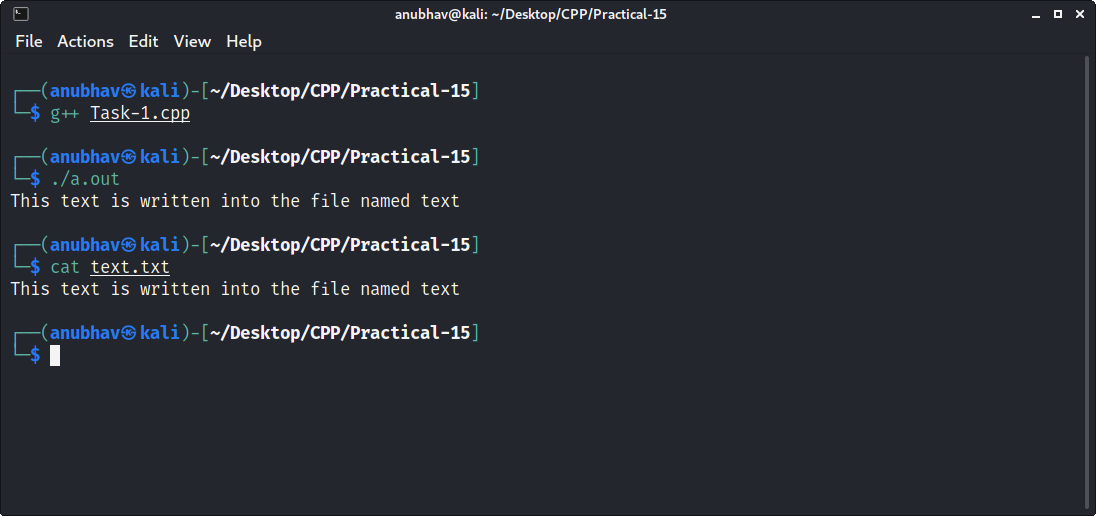 anubhav@kali: ~/Desktop/CPP/Practical-15
File Actions Edit View Help
┌──(anubhav㉿kali)-[~/Desktop/CPP/Practical-15]
└─$ g++ Task-1.cpp
┌──(anubhav㉿kali)-[~/Desktop/CPP/Practical-15]
└─$ ./a.out
This text is written into the file named text
┌──(anubhav㉿kali)-[~/Desktop/CPP/Practical-15]
└─$ cat text.txt
This text is written into the file named text
┌──(anubhav㉿kali)-[~/Desktop/CPP/Practical-15]
└─$